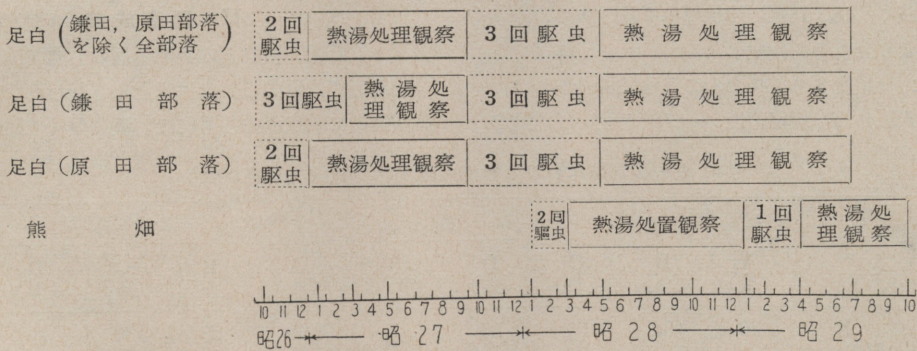 足白(鎌田，原田部落を除く全部落) 2回駆虫 熱湯処理観察 3回駆虫 熱湯処理観察
足白(鎌田部落) 3回駆虫 熱湯処理観察 3回駆虫 熱湯処理観察
足白(原田部落) 2回駆虫 熱湯処理観察 3回駆虫 熱湯処理観察
熊畑 2回驅虫 熱湯処置観察 1回駆虫 熱湯処理観察
10 11 12 1 2 3 4 5 6 7 8 9 10 11 12 1 2 3 4 5 6 7 8 9 10 11 12 1 2 3 4 5 6 7 8 9 10
昭26 昭27 昭28 昭29